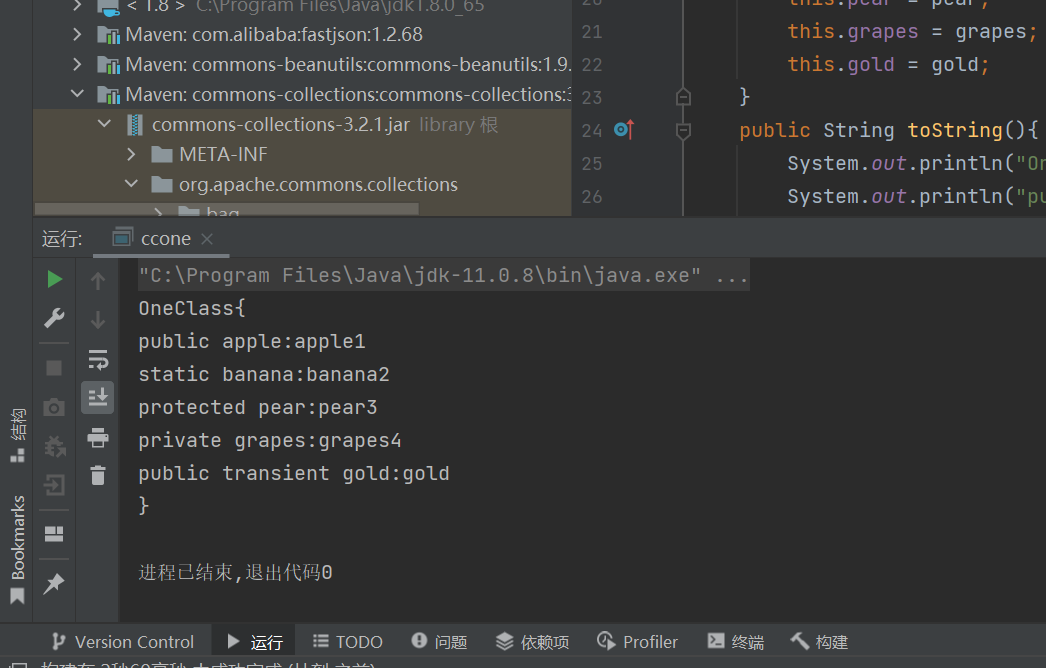 < 1.8 > C:\Program Files\Java\jdk1.8.0_65
Maven: com.alibaba:fastjson:1.2.68
Maven: commons-beanutils:commons-beanutils:1.9.
Maven: commons-collections:commons-collections:3
commons-collections-3.2.1.jar library 根
META-INF
org.apache.commons.collections
bag
20 this.pear = pear;
21 this.grapes = grapes;
22 this.gold = gold;
23 }
24 public String toString(){
25 System.out.println("On
26 System.out.println("pu
运行: ccone
"C:\Program Files\Java\jdk-11.0.8\bin\java.exe" ...
OneClass{
public apple:apple1
static banana:banana2
protected pear:pear3
private grapes:grapes4
public transient gold:gold
}
进程已结束,退出代码0
结构
Bookmarks
Version Control 运行 TODO 问题 依赖项 Profiler 终端 构建